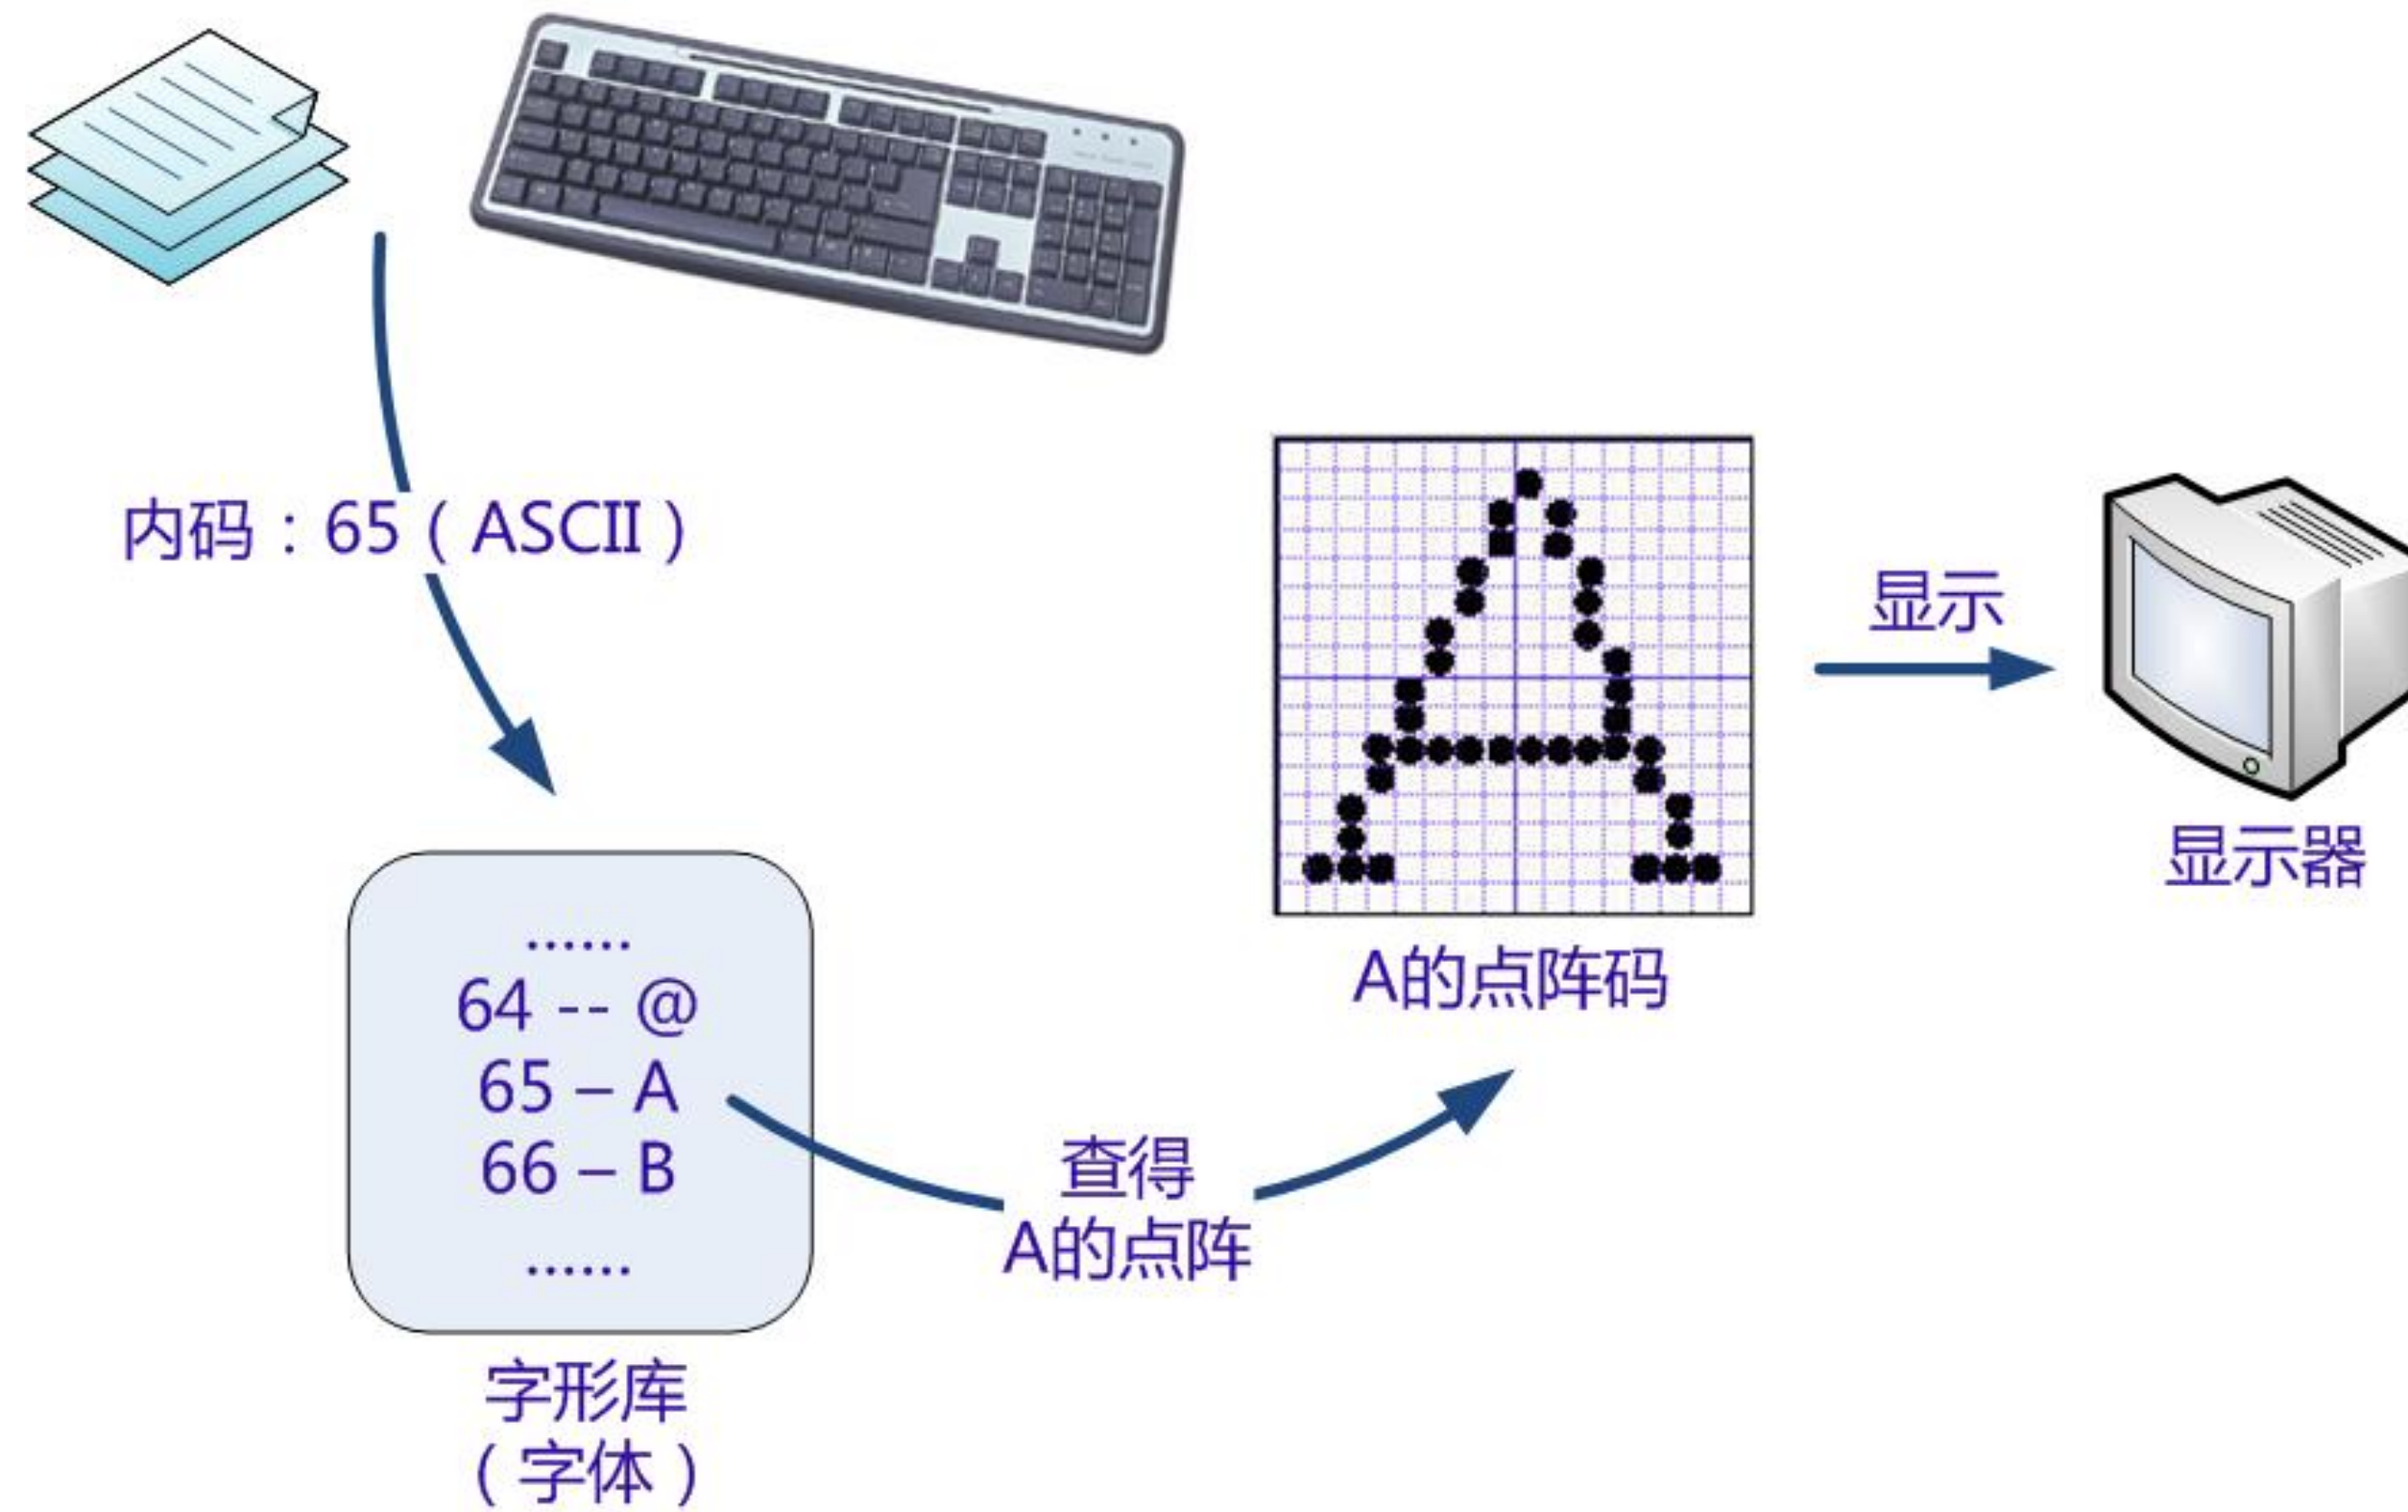 内码：65（ASCII）
......
64 -- @
65 – A
66 – B
......
字形库
（字体）
查得
A的点阵
A的点阵码
显示
显示器